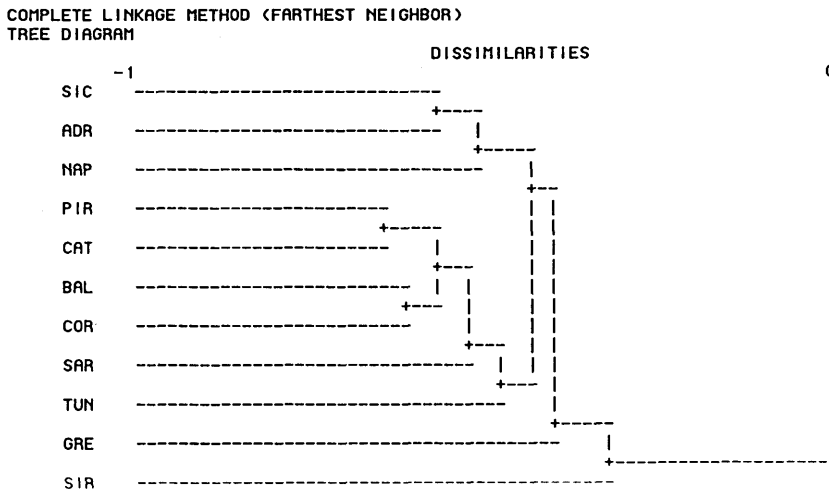 COMPLETE LINKAGE METHOD (FARTHEST NEIGHBOR)
TREE DIAGRAM
DISSIMILARITIES
-1
SIC
ADR
NAP
PIR
CAT
BAL
COR
SAR
TUN
GRE
SIR